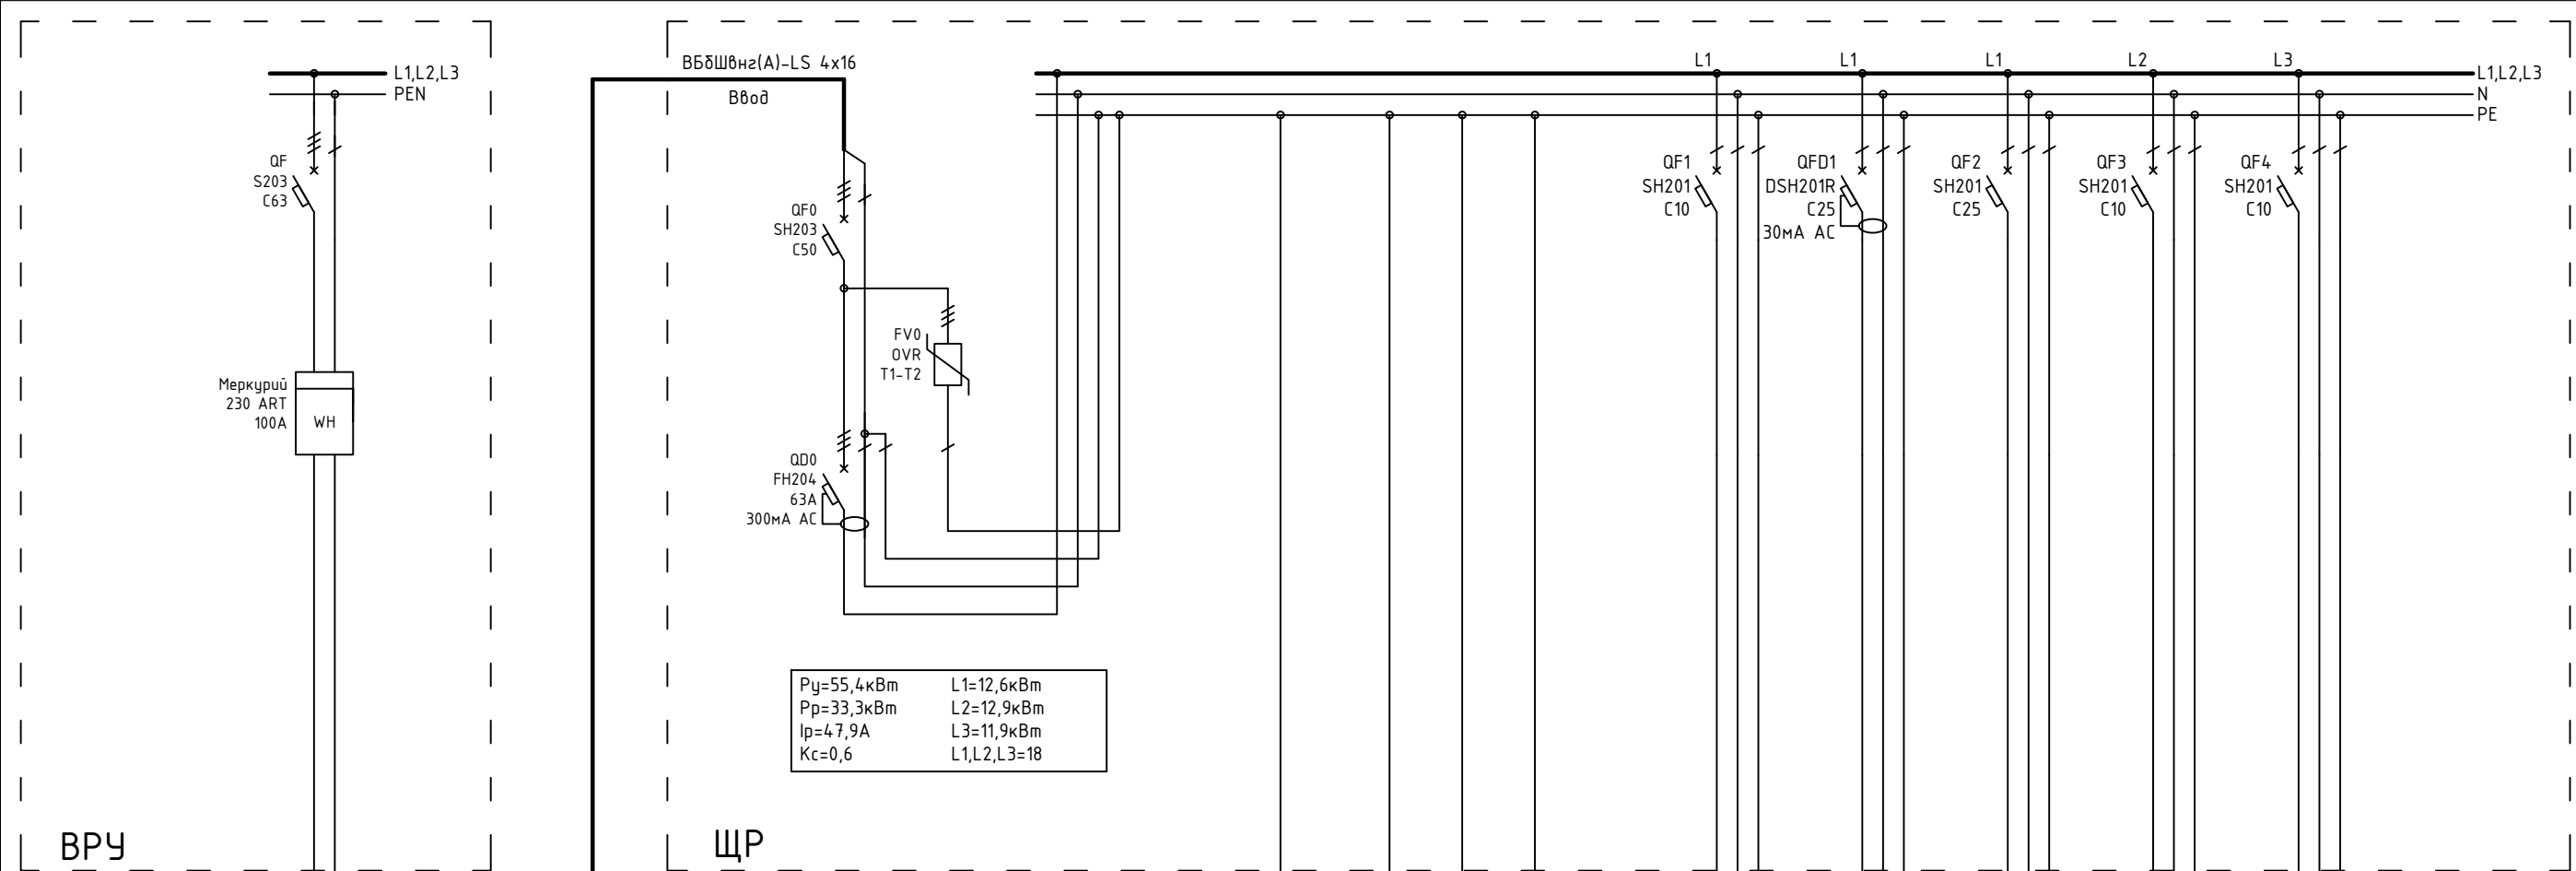 L1,L2,L3
PEN
QF
S203
C63
Меркурий
230 ART
100А
WH
ВРУ
ВБбШвнг(А)-LS 4х16
Ввод
QF0
SH203
C50
FV0
OVR
T1-T2
QD0
FH204
63А
300мА АС
Ру=55,4кВт L1=12,6кВт
Рр=33,3кВт L2=12,9кВт
Iр=47,9А L3=11,9кВт
Кс=0,6 L1,L2,L3=18
ЩР
L1
L1
L1
L2
L3
L1,L2,L3
N
PE
QF1
SH201
C10
QFD1
DSH201R
C25
30мА АС
QF2
SH201
C25
QF3
SH201
C10
QF4
SH201
C10